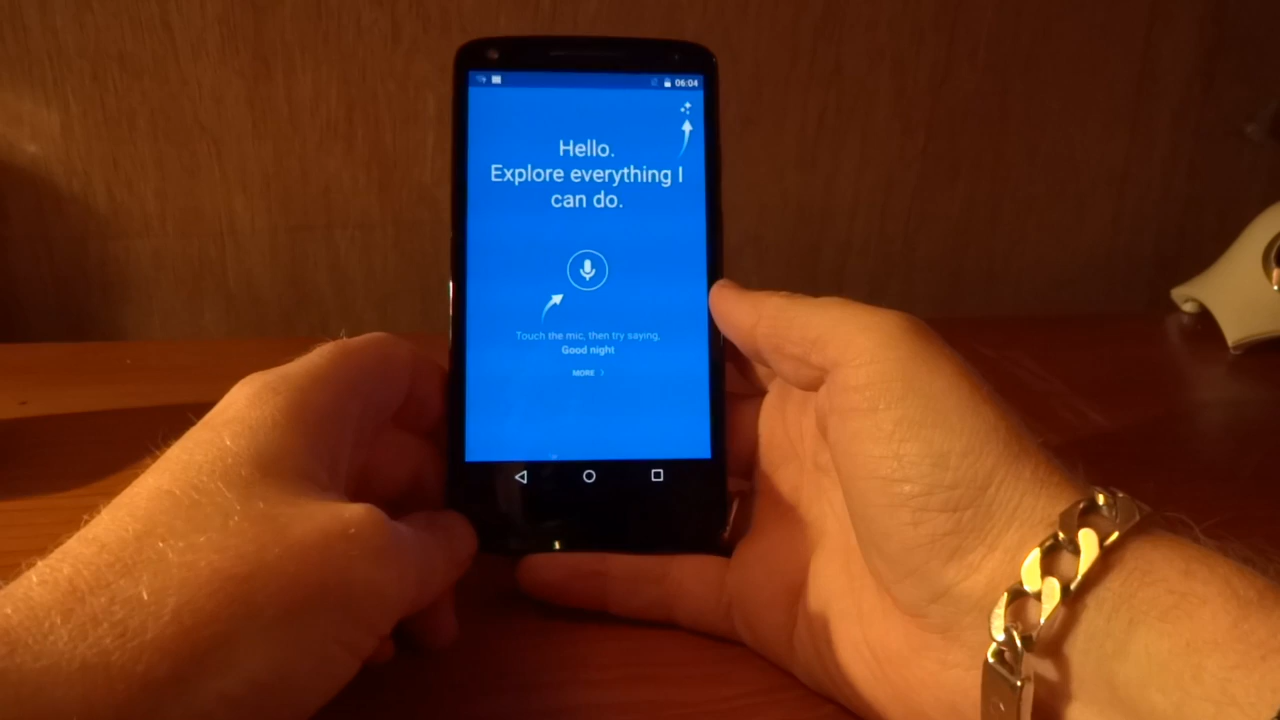 06:04
Hello.
Explore everything I
can do.
Touch the mic, then try saying,
Good night
MORE